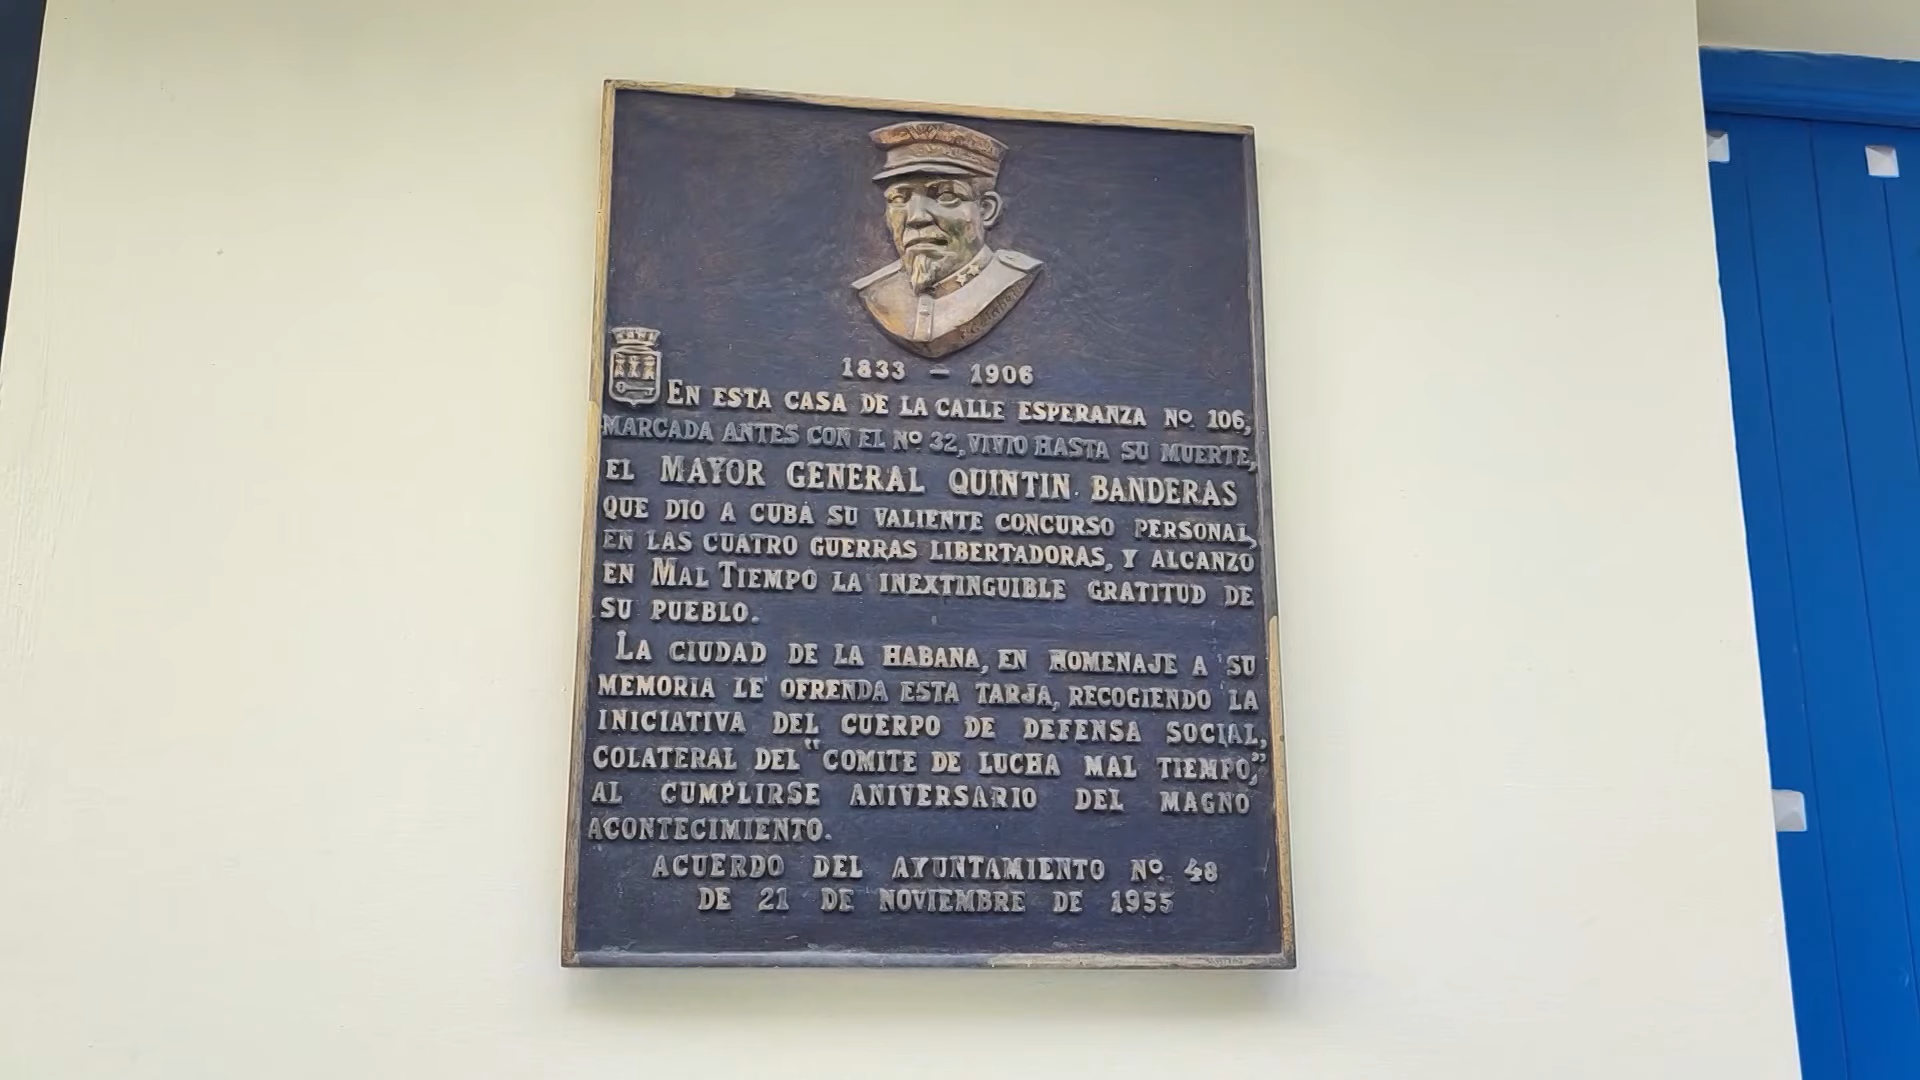 1833 - 1906
EN ESTA CASA DE LA CALLE ESPERANZA Nº 106,
MARCADA ANTES CON EL Nº 32, VIVIO HASTA SU MUERTE,
EL MAYOR GENERAL QUINTIN BANDERAS
QUE DIO A CUBA SU VALIENTE CONCURSO PERSONAL,
EN LAS CUATRO GUERRAS LIBERTADORAS, Y ALCANZO
EN MAL TIEMPO LA INEXTINGUIBLE GRATITUD DE
SU PUEBLO.
LA CIUDAD DE LA HABANA, EN HOMENAJE A SU
MEMORIA LE OFRENDA ESTA TARJA, RECOGIENDO LA
INICIATIVA DEL CUERPO DE DEFENSA SOCIAL,
COLATERAL DEL "COMITE DE LUCHA MAL TIEMPO,"
AL CUMPLIRSE ANIVERSARIO DEL MAGNO
ACONTECIMIENTO.
ACUERDO DEL AYUNTAMIENTO Nº 48
DE 21 DE NOVIEMBRE DE 1955